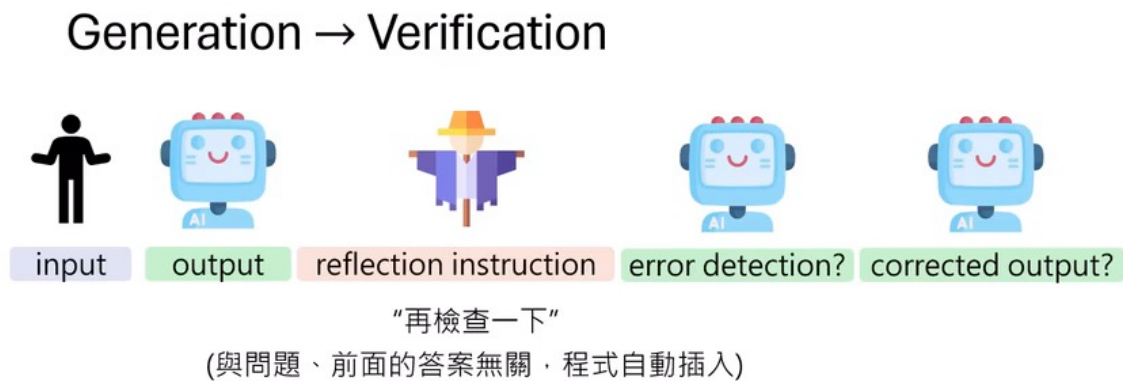 Generation → Verification
AI
AI
AI
input
output
reflection instruction
error detection?
corrected output?
“再檢查一下”
(與問題、前面的答案無關，程式自動插入)